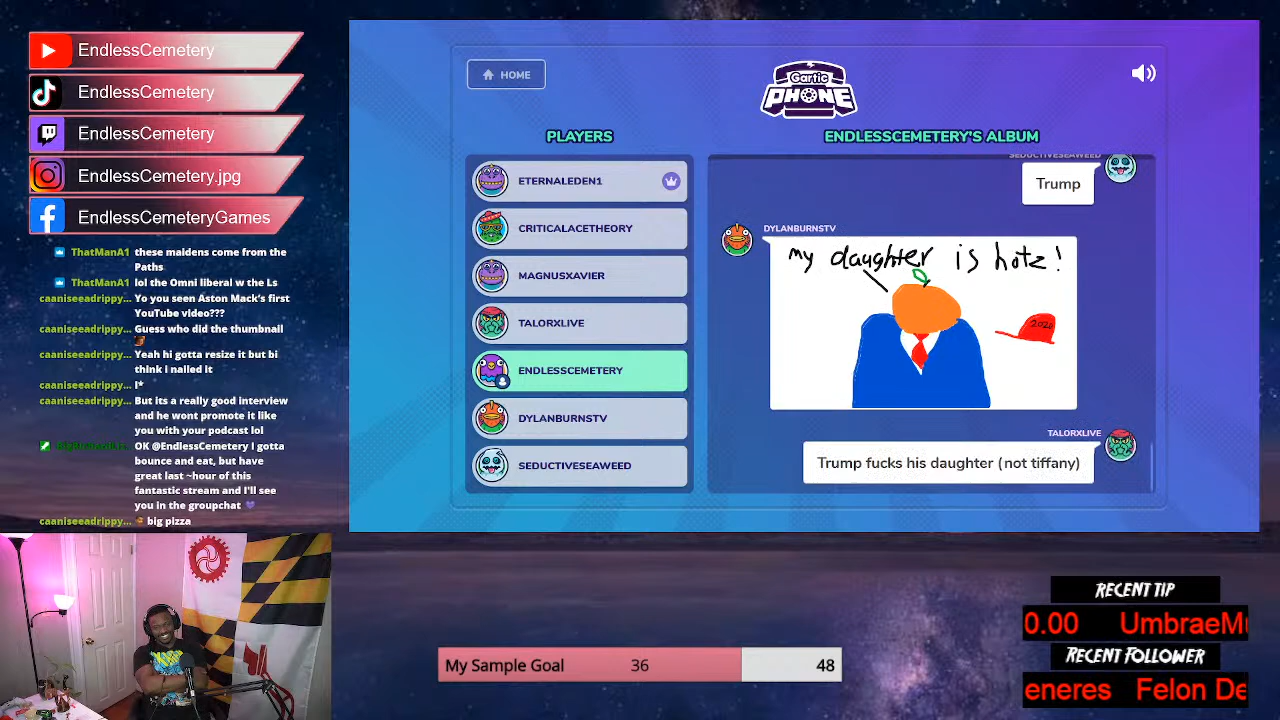 EndlessCemetery
EndlessCemetery
EndlessCemetery
EndlessCemetery.jpg
EndlessCemeteryGames
ThatManA1 these maidens come from the
Paths
ThatManA1 lol the Omni liberal w the Ls
caaniseeadrippy... Yo you seen Aston Mack's first
YouTube video???
caaniseeadrippy... Guess who did the thumbnail
caaniseeadrippy... Yeah hi gotta resize it but bi
think I nailed it
caaniseeadrippy... I*
caaniseeadrippy... But its a really good interview
and he wont promote it like
you with your podcast lol
OK @EndlessCemetery I gotta
bounce and eat, but have
great last ~hour of this
fantastic stream and I'll see
you in the groupchat
caaniseeadrippy... big pizza
HOME
Gartic
PHONE
PLAYERS
ETERNALEDEN1
CRITICALACETHEORY
MAGNUSXAVIER
TALORXLIVE
ENDLESSCEMETERY
DYLANBURNSTV
SEDUCTIVESEAWEED
ENDLESSCEMETERY'S ALBUM
SEDUCTIVESEAWEED
Trump
DYLANBURNSTV
my daughter is hotz!
2020
TALORXLIVE
Trump fucks his daughter (not tiffany)
My Sample Goal 36 48
RECENT TIP
0.00 UmbraeMu
RECENT FOLLOWER
eneres Felon De